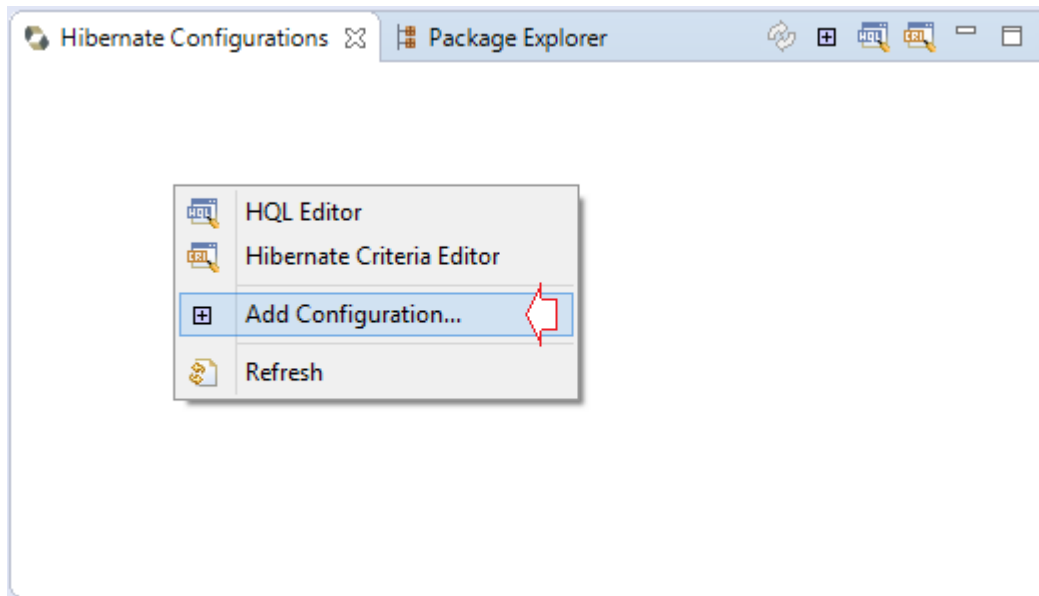 Hibernate Configurations Package Explorer
HQL Editor
Hibernate Criteria Editor
Add Configuration...
Refresh